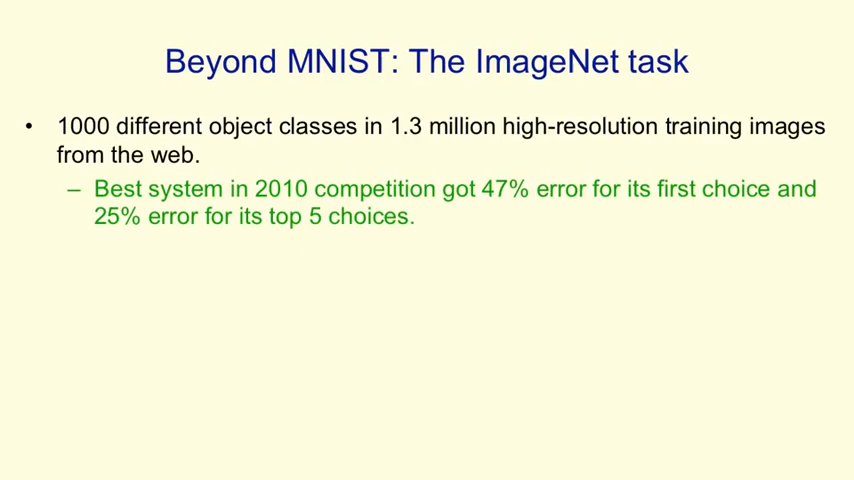 Beyond MNIST: The ImageNet task
• 1000 different object classes in 1.3 million high-resolution training images
from the web.
– Best system in 2010 competition got 47% error for its first choice and
25% error for its top 5 choices.